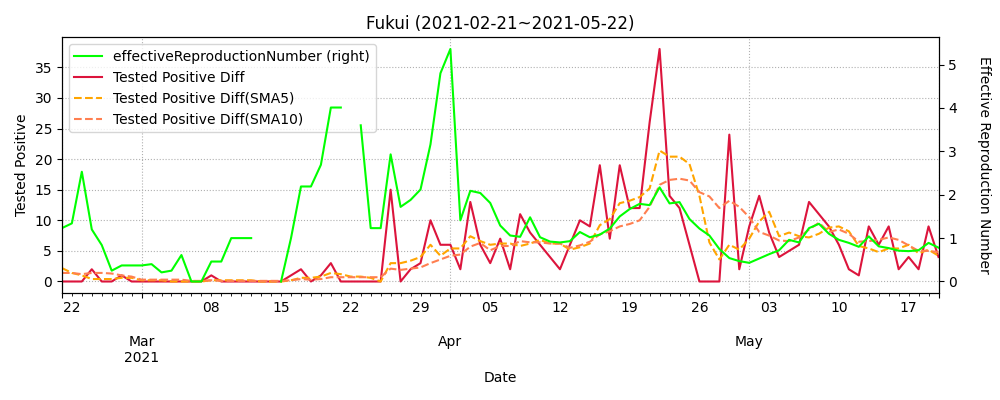 Fukui (2021-02-21~2021-05-22)
effectiveReproductionNumber (right)
Tested Positive Diff
Tested Positive Diff(SMA5)
Tested Positive Diff(SMA10)
Tested Positive
35
30
25
20
15
10
5
0
5
4
3
2
1
0
Effective Reproduction Number
22 08 15 22 29 05 12 19 26 03 10 17
Mar Apr May
2021
Date